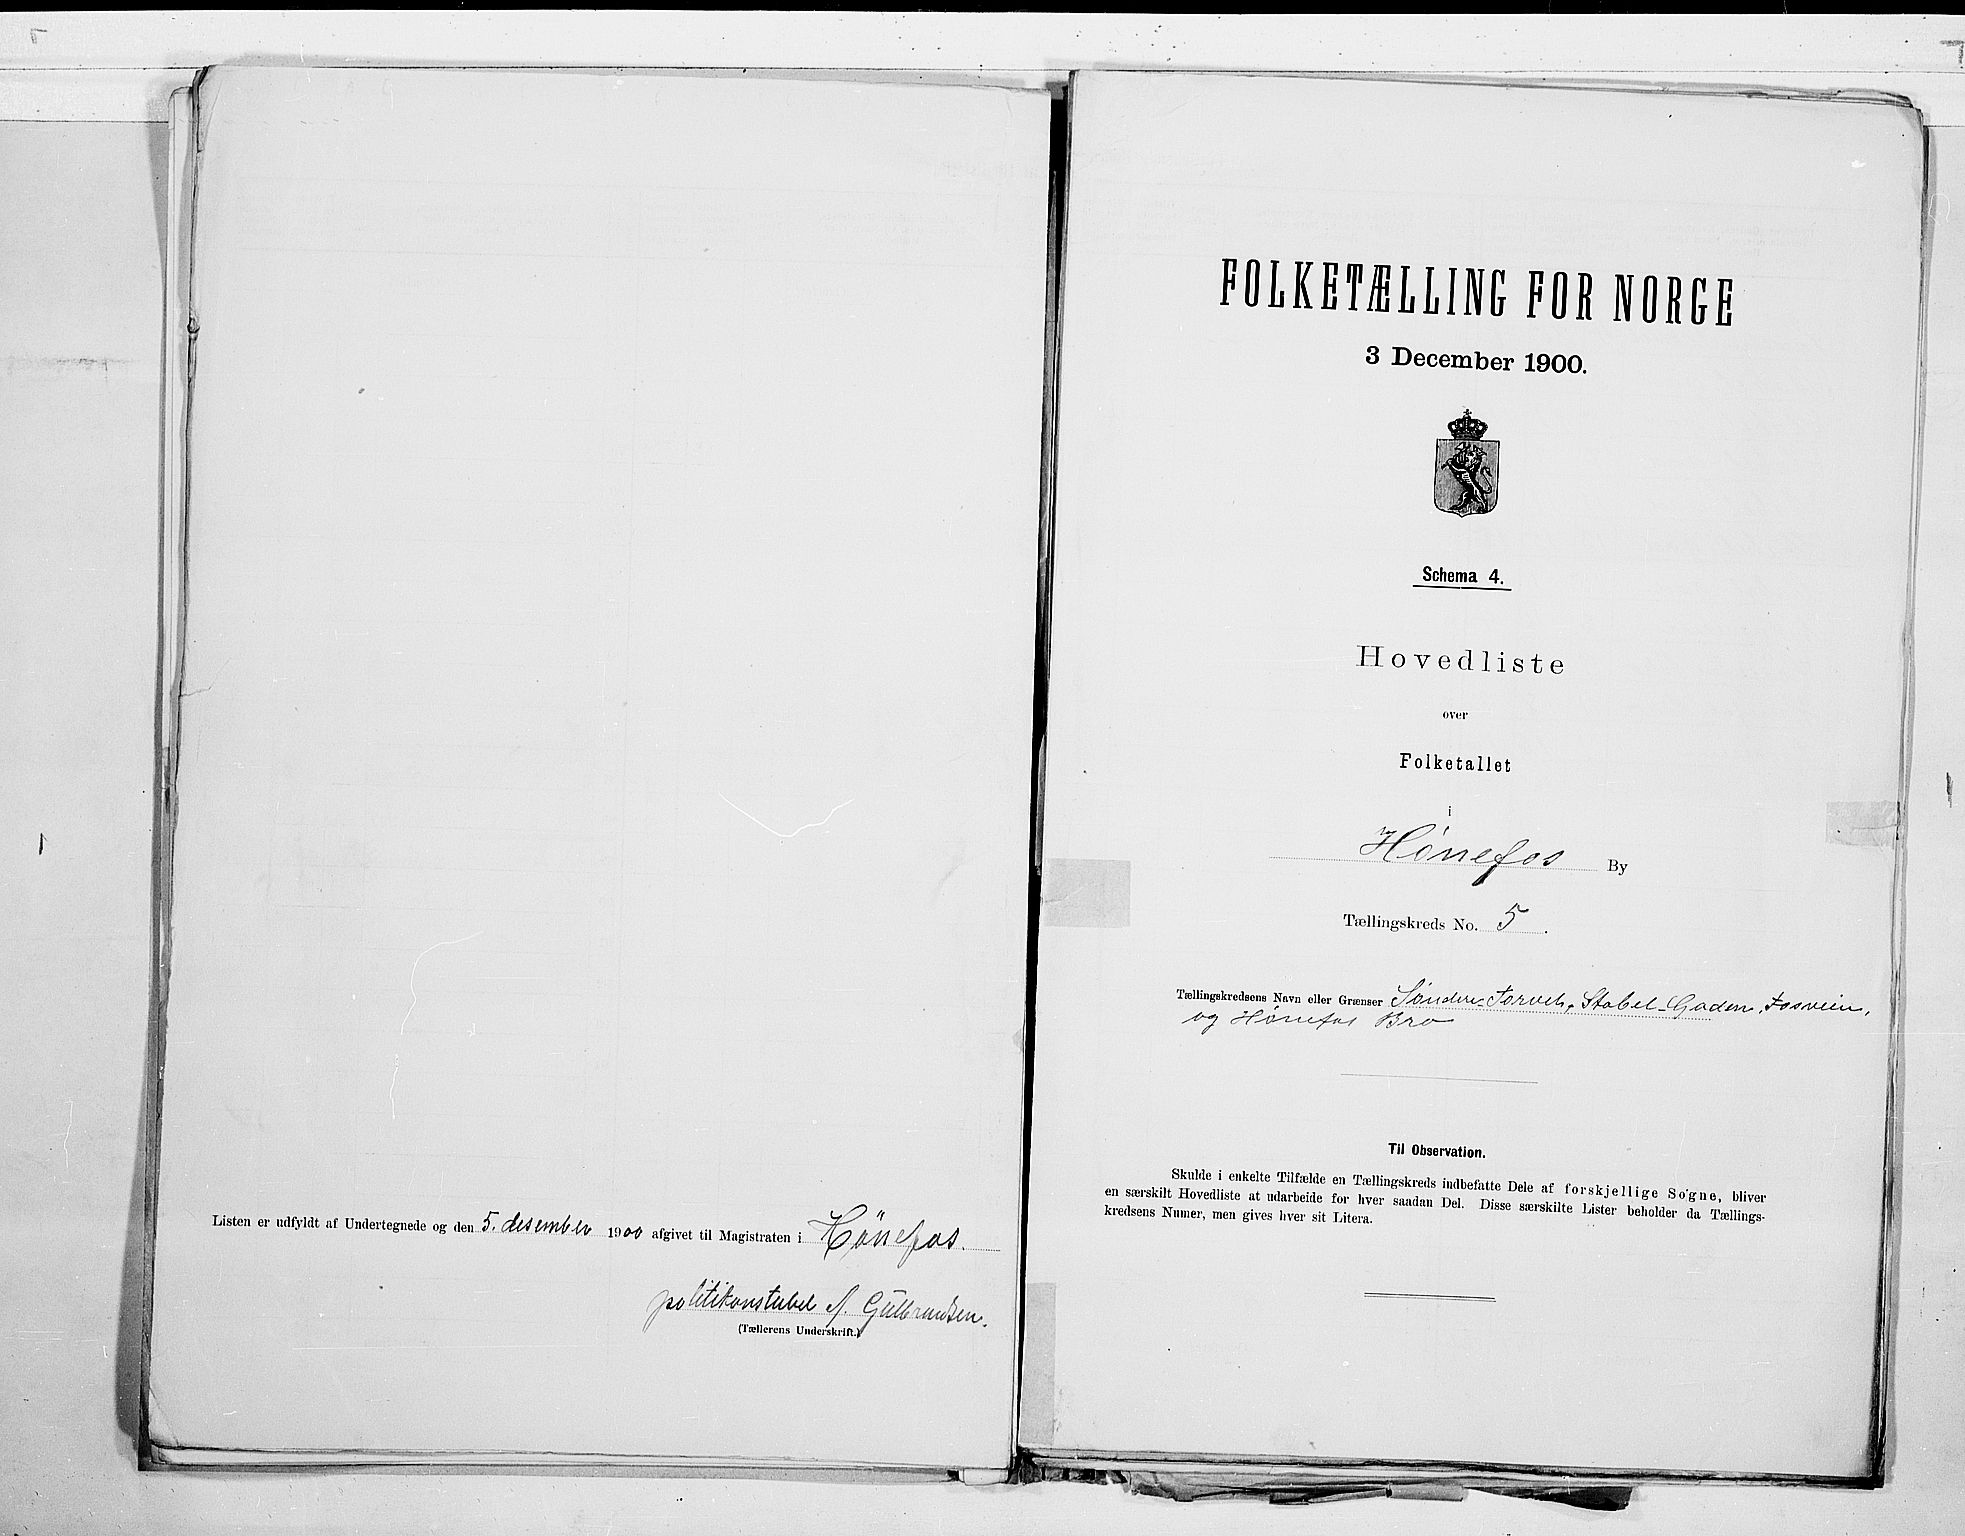 Listen er udfyldt af Undertegnede og den 5. desember 1900 afgivet til Magistraten i Hönefos.
politikonstabel A. Gulbrandsen.
(Tællerens Underskrift.)
FOLKETÆLLING FOR NORGE
3 December 1900.
Schema 4.
Hovedliste
over
Folketallet
i
Hønefos By
Tællingskreds No. 5.
Tællingskredsens Navn eller Grænser Søndre-Torvet, Stabel-Gaden, Fosveien,
og Hønefos Bro
Til Observation.
Skulde i enkelte Tilfælde en Tællingskreds indbefatte Dele af forskjellige Sogne, bliver
en særskilt Hovedliste at udarbeide for hver saadan Del. Disse særskilte Lister beholder da Tællings-
kredsens Numer, men gives hver sit Litera.